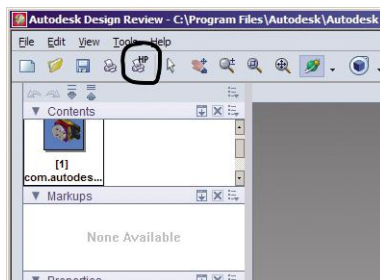 Autodesk Design Review - C:\Program Files\Autodesk\Autodesk
File Edit View Tools Help
HP
Contents
[1]
com.autodes...
Markups
None Available
Properties